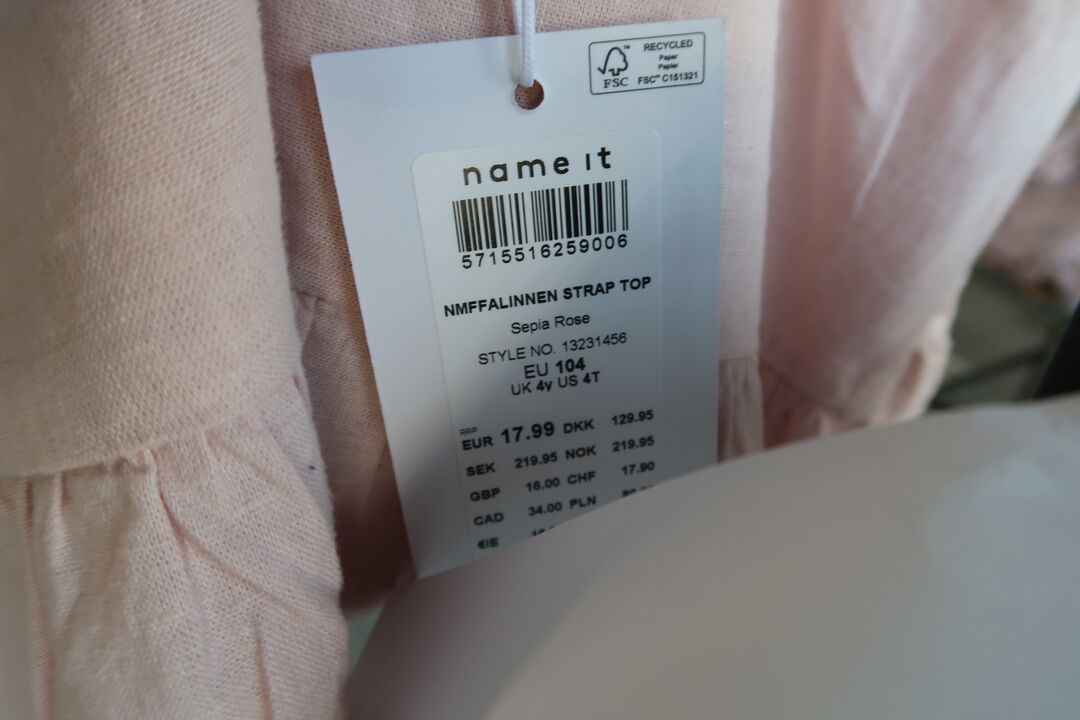 RECYCLED
Paper
Papier
FSC™ C151321
FSC
name it
5715516259006
NMFFALINNEN STRAP TOP
Sepia Rose
STYLE NO. 13231456
EU 104
UK 4y US 4T
RRP
EUR 17.99 DKK 129.95
SEK 219.95 NOK 219.95
GBP 16.00 CHF 17.90
CAD 34.00 PLN
€IE